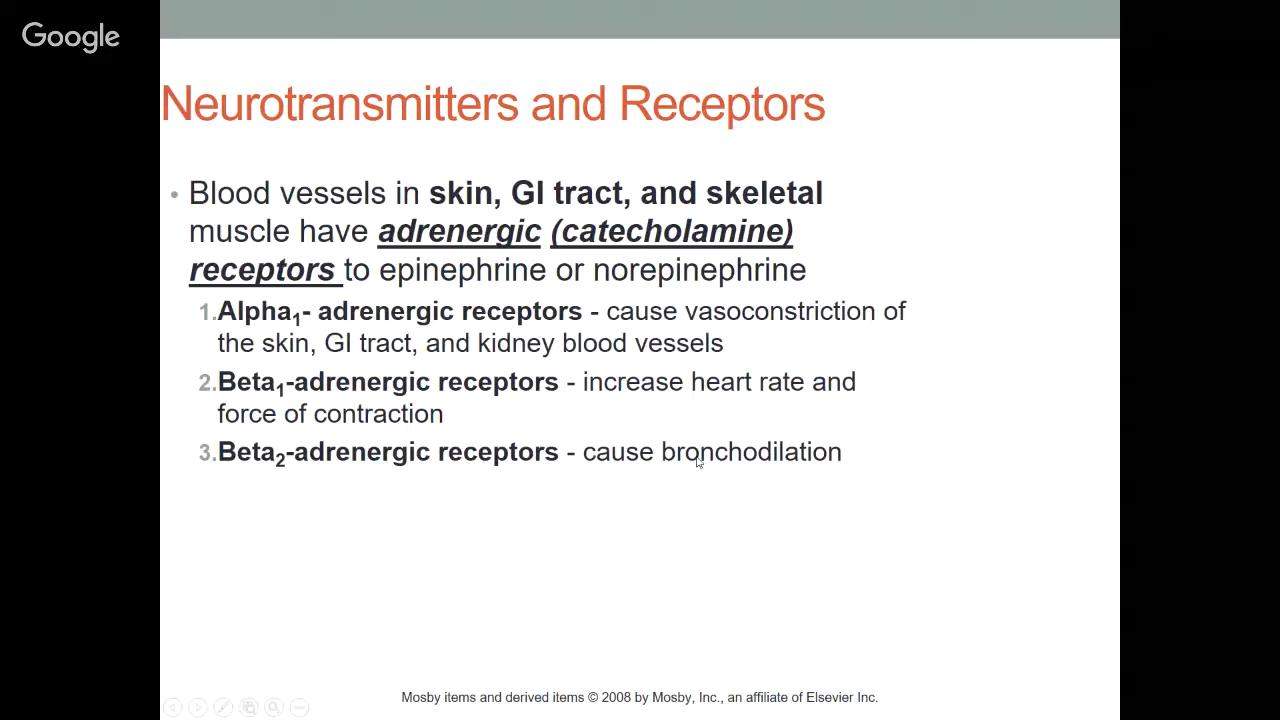 Google
Neurotransmitters and Receptors
• Blood vessels in skin, GI tract, and skeletal
muscle have adrenergic (catecholamine)
receptors to epinephrine or norepinephrine
1.Alpha1- adrenergic receptors - cause vasoconstriction of
the skin, GI tract, and kidney blood vessels
2.Beta1-adrenergic receptors - increase heart rate and
force of contraction
3.Beta2-adrenergic receptors - cause bronchodilation
Mosby items and derived items © 2008 by Mosby, Inc., an affiliate of Elsevier Inc.